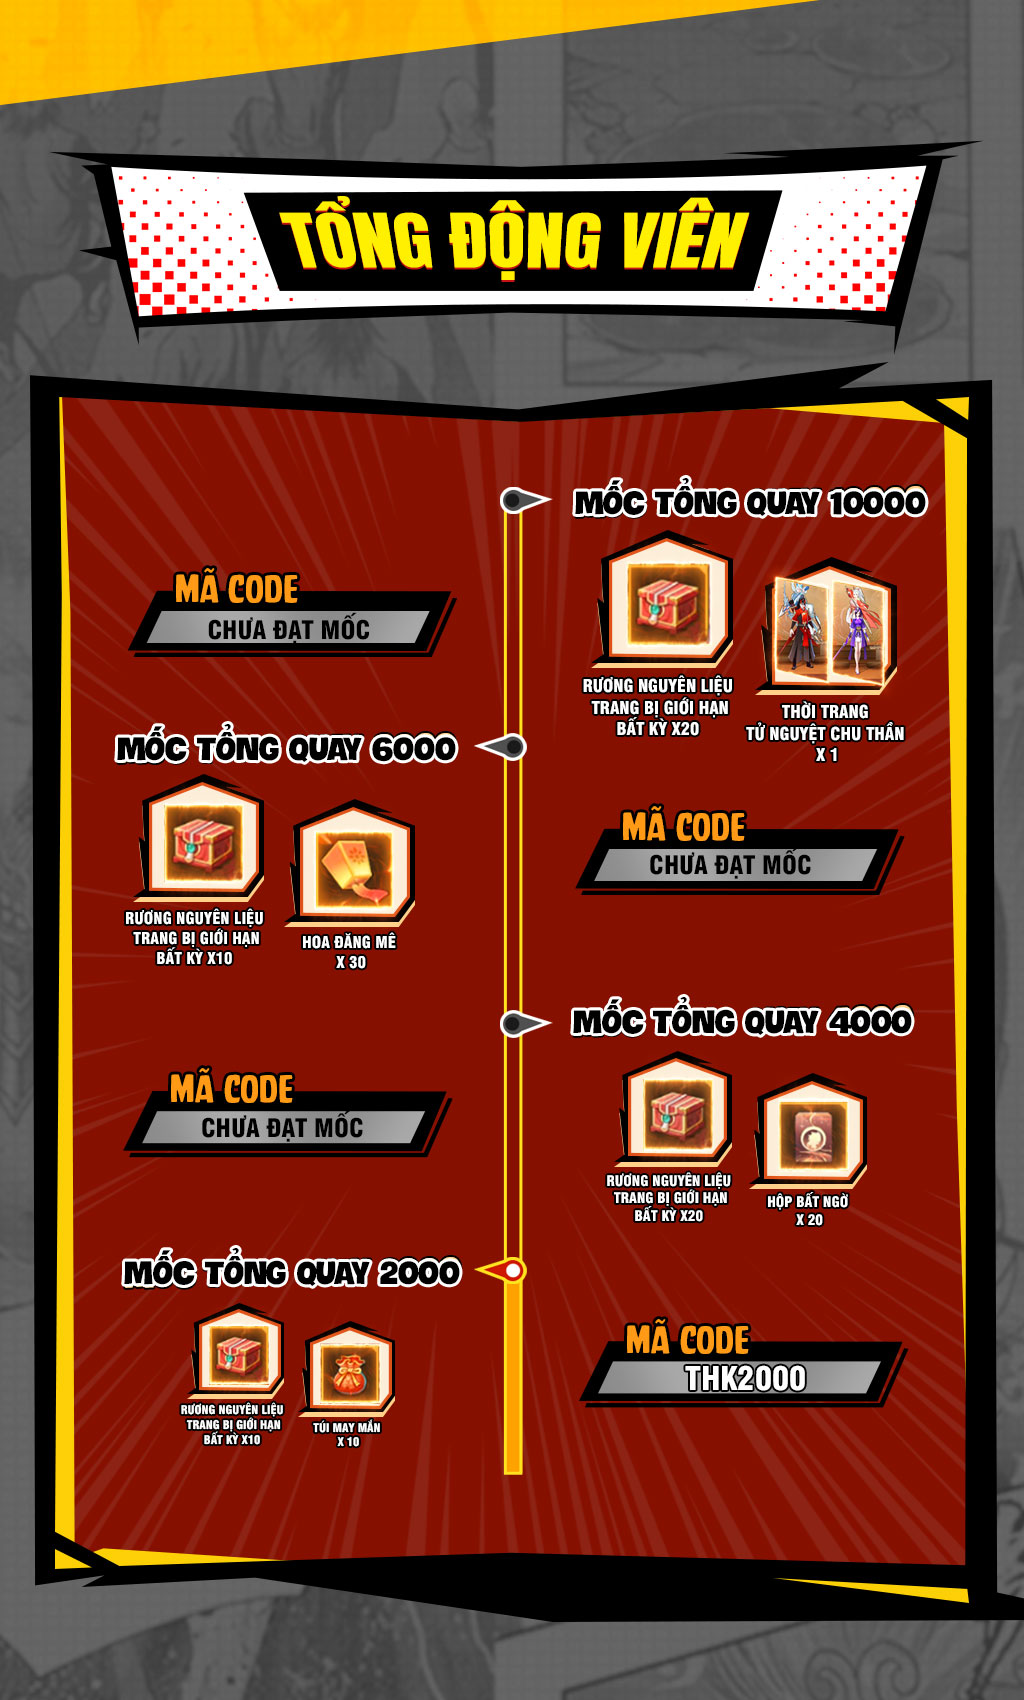 TỔNG ĐỘNG VIÊN
MỐC TỔNG QUAY 10000
RƯƠNG NGUYÊN LIỆU
TRANG BỊ GIỚI HẠN
BẤT KỲ X20
THỜI TRANG
TỬ NGUYỆT CHU THẦN
X 1
MÃ CODE
CHƯA ĐẠT MỐC
MỐC TỔNG QUAY 6000
RƯƠNG NGUYÊN LIỆU
TRANG BỊ GIỚI HẠN
BẤT KỲ X10
HOA ĐĂNG MÊ
X 30
MÃ CODE
CHƯA ĐẠT MỐC
MỐC TỔNG QUAY 4000
RƯƠNG NGUYÊN LIỆU
TRANG BỊ GIỚI HẠN
BẤT KỲ X20
HỘP BẤT NGỜ
X 20
MÃ CODE
CHƯA ĐẠT MỐC
MỐC TỔNG QUAY 2000
RƯƠNG NGUYÊN LIỆU
TRANG BỊ GIỚI HẠN
BẤT KỲ X10
TÚI MAY MẮN
X 10
MÃ CODE
THK2000